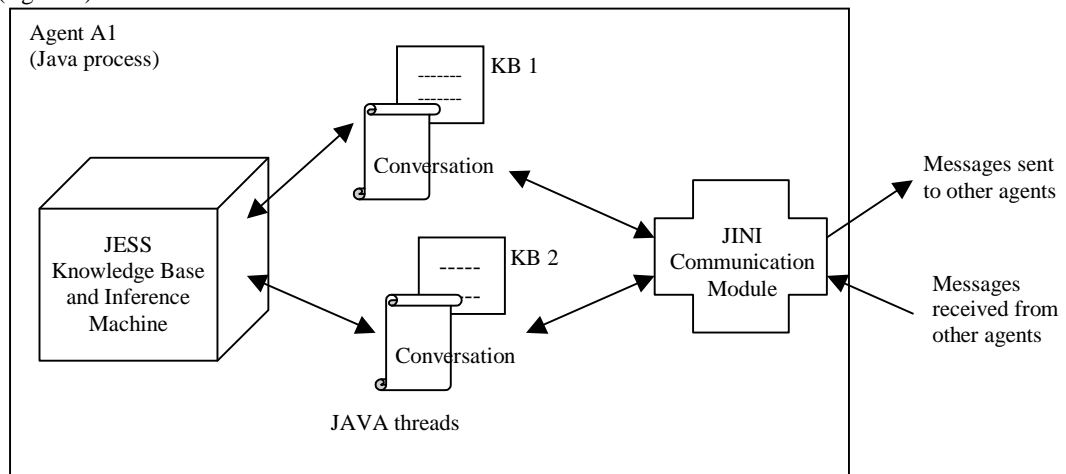 Agent A1
(Java process)
KB 1
-------
-------
Conversation
JESS
Knowledge Base
and Inference
Machine
KB 2
-----
Conversation
JAVA threads
JINI
Communication
Module
Messages sent
to other agents
Messages
received from
other agents